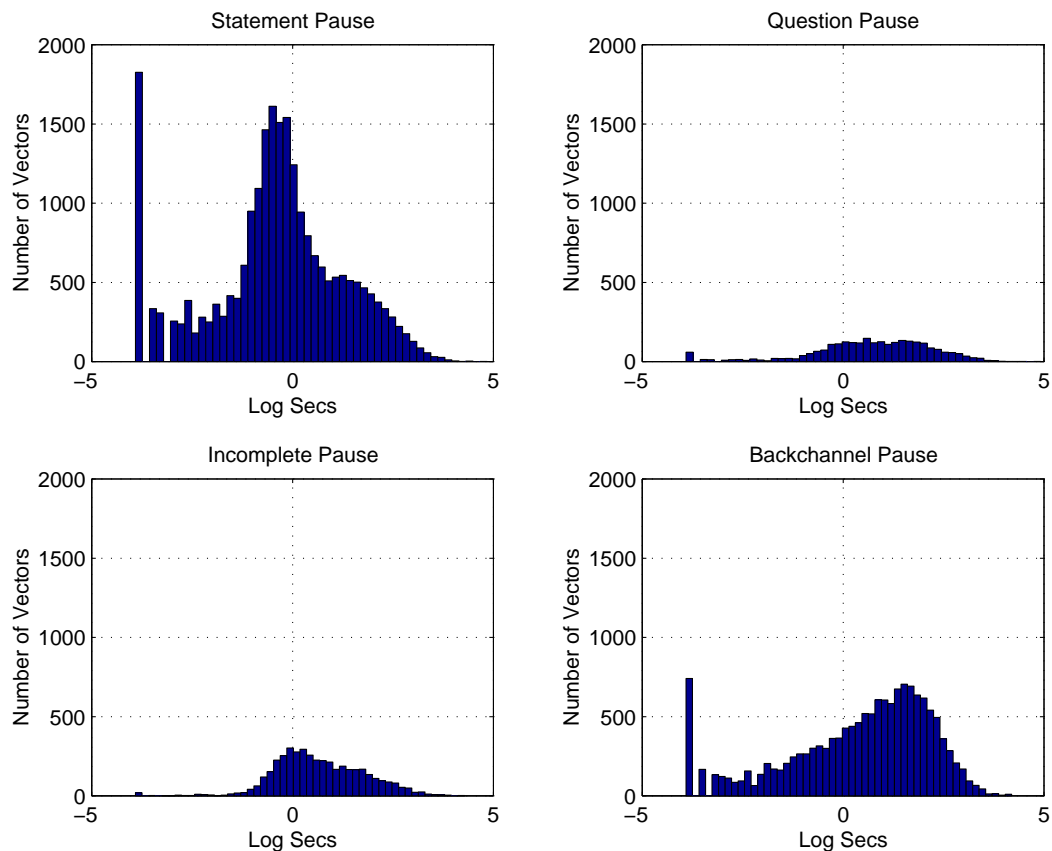 Statement Pause
2000
1500
1000
500
0
−5
0
5
Number of Vectors
Log Secs
Question Pause
2000
1500
1000
500
0
−5
0
5
Number of Vectors
Log Secs
Incomplete Pause
2000
1500
1000
500
0
−5
0
5
Number of Vectors
Log Secs
Backchannel Pause
2000
1500
1000
500
0
−5
0
5
Number of Vectors
Log Secs